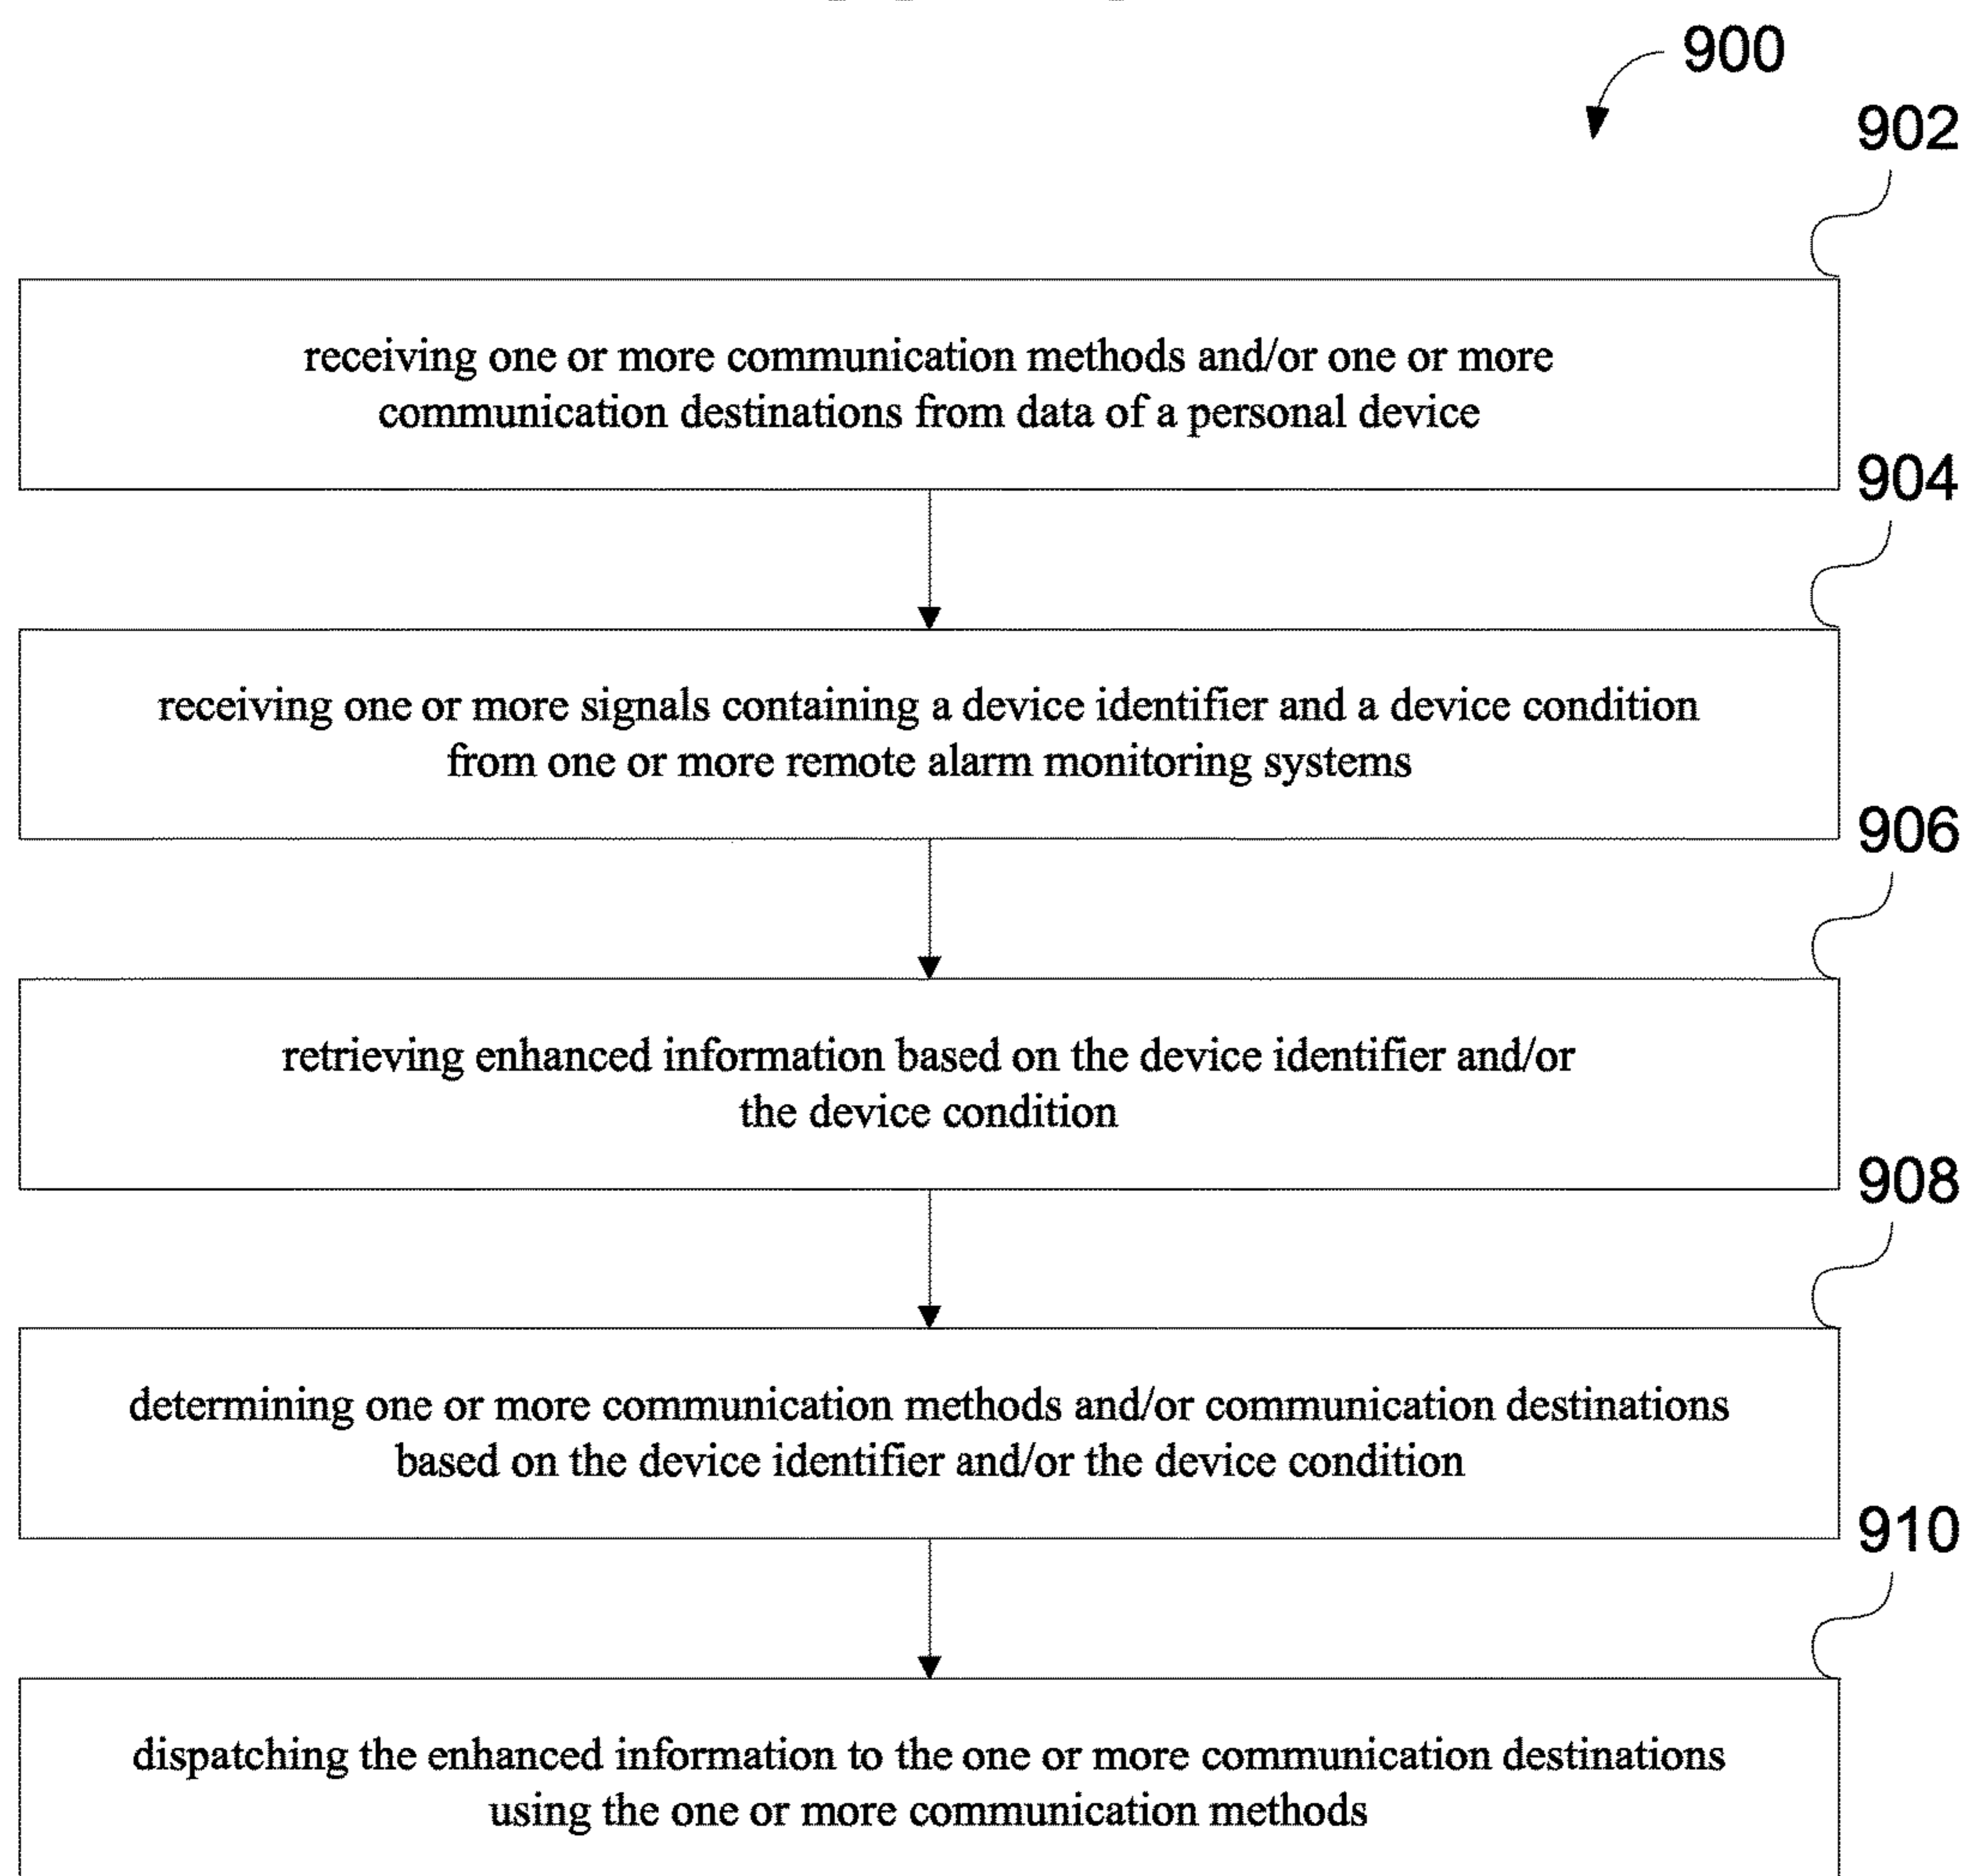 900
902
receiving one or more communication methods and/or one or more
communication destinations from data of a personal device
904
receiving one or more signals containing a device identifier and a device condition
from one or more remote alarm monitoring systems
906
retrieving enhanced information based on the device identifier and/or
the device condition
908
determining one or more communication methods and/or communication destinations
based on the device identifier and/or the device condition
910
dispatching the enhanced information to the one or more communication destinations
using the one or more communication methods